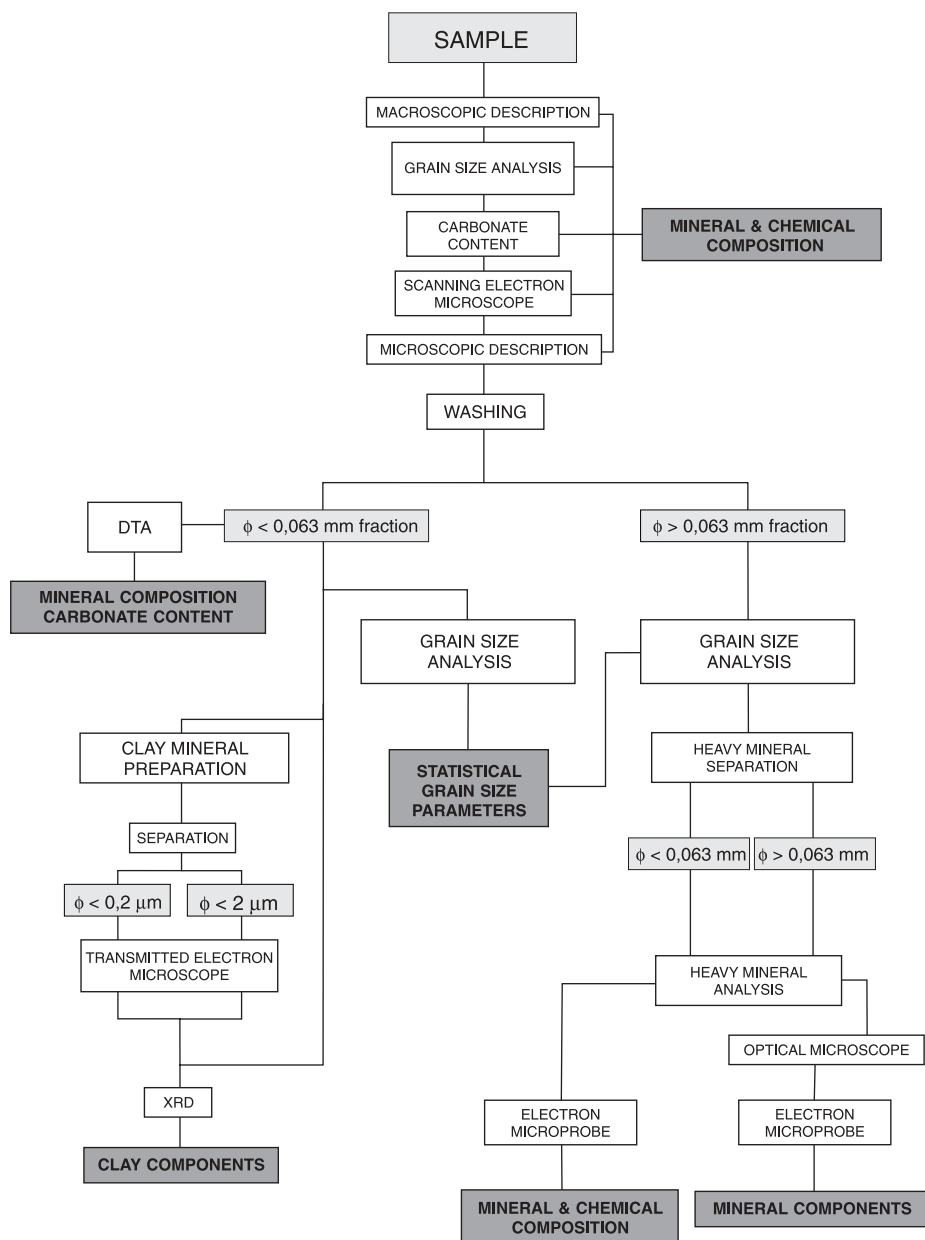 SAMPLE
MACROSCOPIC DESCRIPTION
GRAIN SIZE ANALYSIS
CARBONATE
CONTENT
MINERAL & CHEMICAL
COMPOSITION
SCANNING ELECTRON
MICROSCOPE
MICROSCOPIC DESCRIPTION
WASHING
DTA
ϕ < 0,063 mm fraction
ϕ > 0,063 mm fraction
MINERAL COMPOSITION
CARBONATE CONTENT
GRAIN SIZE
ANALYSIS
GRAIN SIZE
ANALYSIS
CLAY MINERAL
PREPARATION
HEAVY MINERAL
SEPARATION
STATISTICAL
GRAIN SIZE
PARAMETERS
SEPARATION
ϕ < 0,063 mm
ϕ > 0,063 mm
ϕ < 0,2 μm
ϕ < 2 μm
TRANSMITTED ELECTRON
MICROSCOPE
HEAVY MINERAL
ANALYSIS
OPTICAL MICROSCOPE
XRD
ELECTRON
MICROPROBE
ELECTRON
MICROPROBE
CLAY COMPONENTS
MINERAL & CHEMICAL
COMPOSITION
MINERAL COMPONENTS